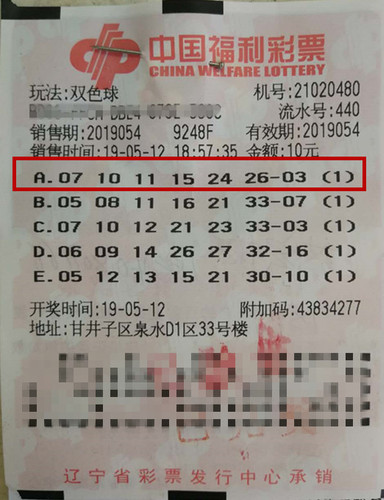 中国福利彩票
CHINA WELFARE LOTTERY
玩法:双色球 机号:21020480
流水号:440
销售期:2019054 9248F 有效期:2019054
销售时间:19-05-12 18:57:35 金额:10元
A.07 10 11 15 24 26-03 (1)
B.05 08 11 16 21 33-07 (1)
C.07 10 12 21 23 33-03 (1)
D.06 09 14 26 27 32-16 (1)
E.05 12 13 15 21 30-10 (1)
开奖时间:19-05-12 附加码:43834277
地址:甘井子区泉水D1区33号楼
辽宁省彩票发行中心承销